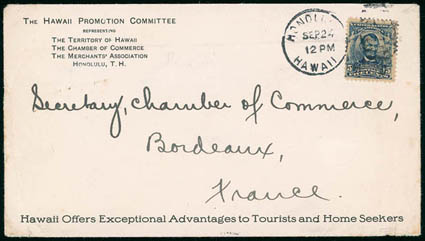 THE HAWAII PROMOTION COMMITTEE
REPRESENTING
THE TERRITORY OF HAWAII
THE CHAMBER OF COMMERCE
THE MERCHANTS' ASSOCIATION
HONOLULU, T. H.
HONOLU
SEP 24
12 PM
HAWAII
Secretary, Chamber of Commerce,
Bordeaux,
France.
Hawaii Offers Exceptional Advantages to Tourists and Home Seekers